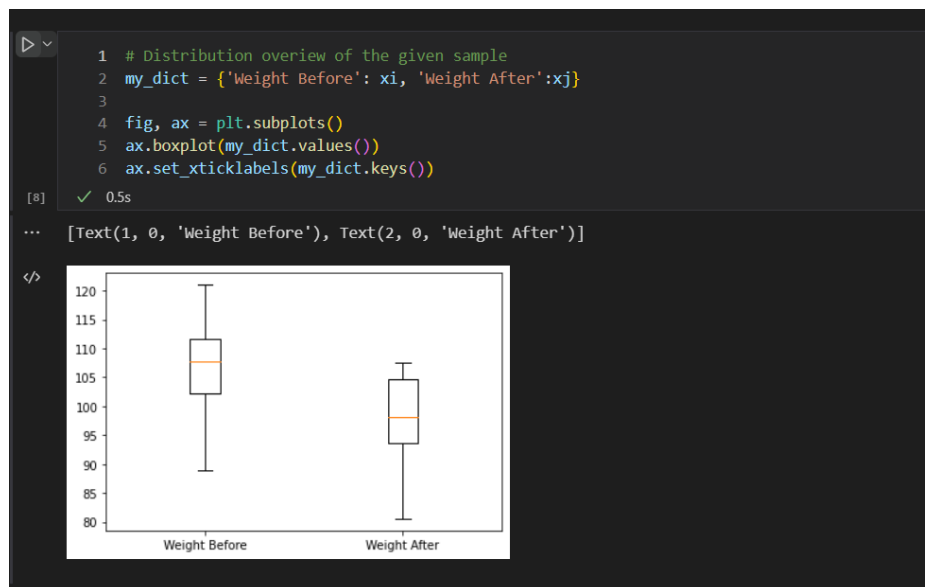 1 # Distribution overiew of the given sample
2 my_dict = {'Weight Before': xi, 'Weight After':xj}
3
4 fig, ax = plt.subplots()
5 ax.boxplot(my_dict.values())
6 ax.set_xticklabels(my_dict.keys())
[8] ✓ 0.5s
... [Text(1, 0, 'Weight Before'), Text(2, 0, 'Weight After')]
</>
120
115
110
105
100
95
90
85
80
Weight Before Weight After